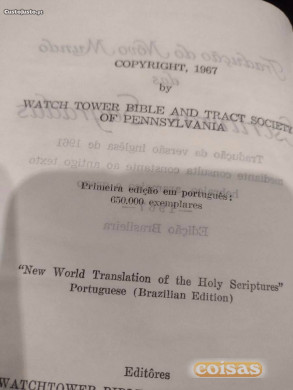 CustoJusto.pt
COPYRIGHT, 1967
by
WATCH TOWER BIBLE AND TRACT SOCIETY
OF PENNSYLVANIA
Primeira edição em português:
650.000 exemplares
"New World Translation of the Holy Scriptures"
Portuguese (Brazilian Edition)
Editôres
WATCHTOWER
coisas